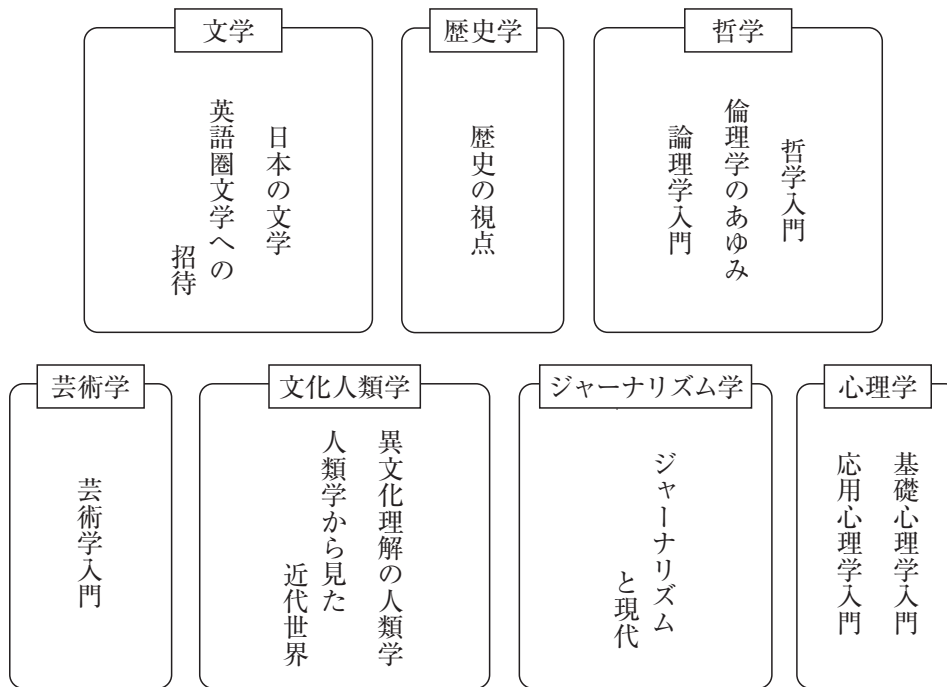 文学
日本の文学
英語圏文学への
招待
歴史学
歴史の視点
哲学
哲学入門
倫理学のあゆみ
論理学入門
芸術学
芸術学入門
文化人類学
異文化理解の人類学
人類学から見た
近代世界
ジャーナリズム学
ジャーナリズム
と現代
心理学
基礎心理学入門
応用心理学入門